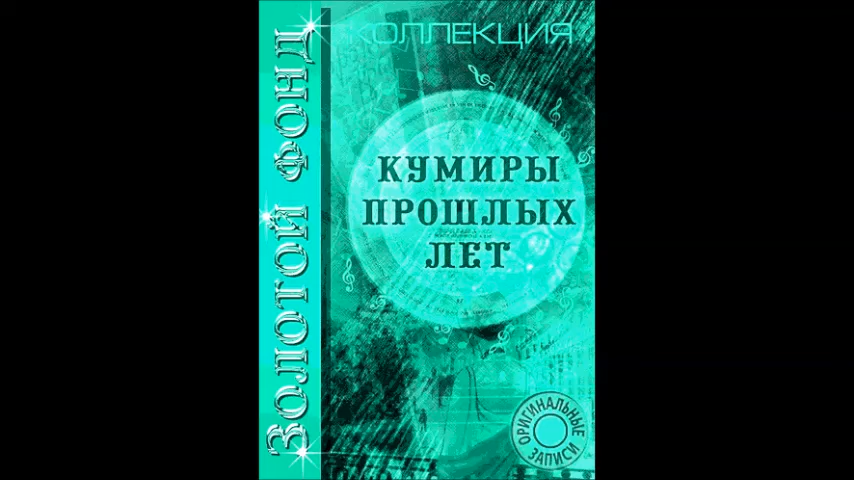 КОЛЛЕКЦИЯ
Золотой фонд
КУМИРЫ
ПРОШЛЫХ
ЛЕТ
ОРИГИНАЛЬНЫЕ
ЗАПИСИ